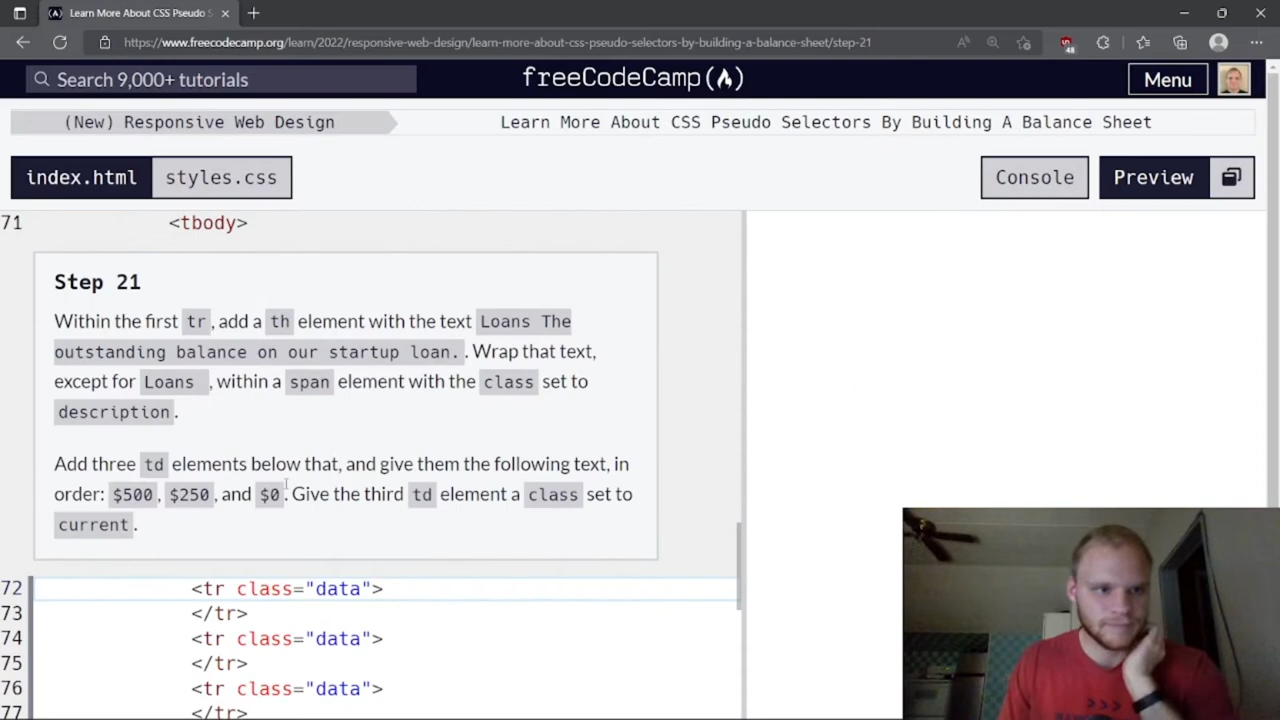 Learn More About CSS Pseudo S
https://www.freecodecamp.org/learn/2022/responsive-web-design/learn-more-about-css-pseudo-selectors-by-building-a-balance-sheet/step-21
48
Search 9,000+ tutorials
freeCodeCamp
Menu
(New) Responsive Web Design
Learn More About CSS Pseudo Selectors By Building A Balance Sheet
index.html
styles.css
Console
Preview
71 <tbody>
Step 21
Within the first tr, add a th element with the text Loans The
outstanding balance on our startup loan.. Wrap that text,
except for Loans , within a span element with the class set to
description.
Add three td elements below that, and give them the following text, in
order: $500, $250, and $0. Give the third td element a class set to
current.
72 <tr class="data">
73 </tr>
74 <tr class="data">
75 </tr>
76 <tr class="data">
77 </tr>